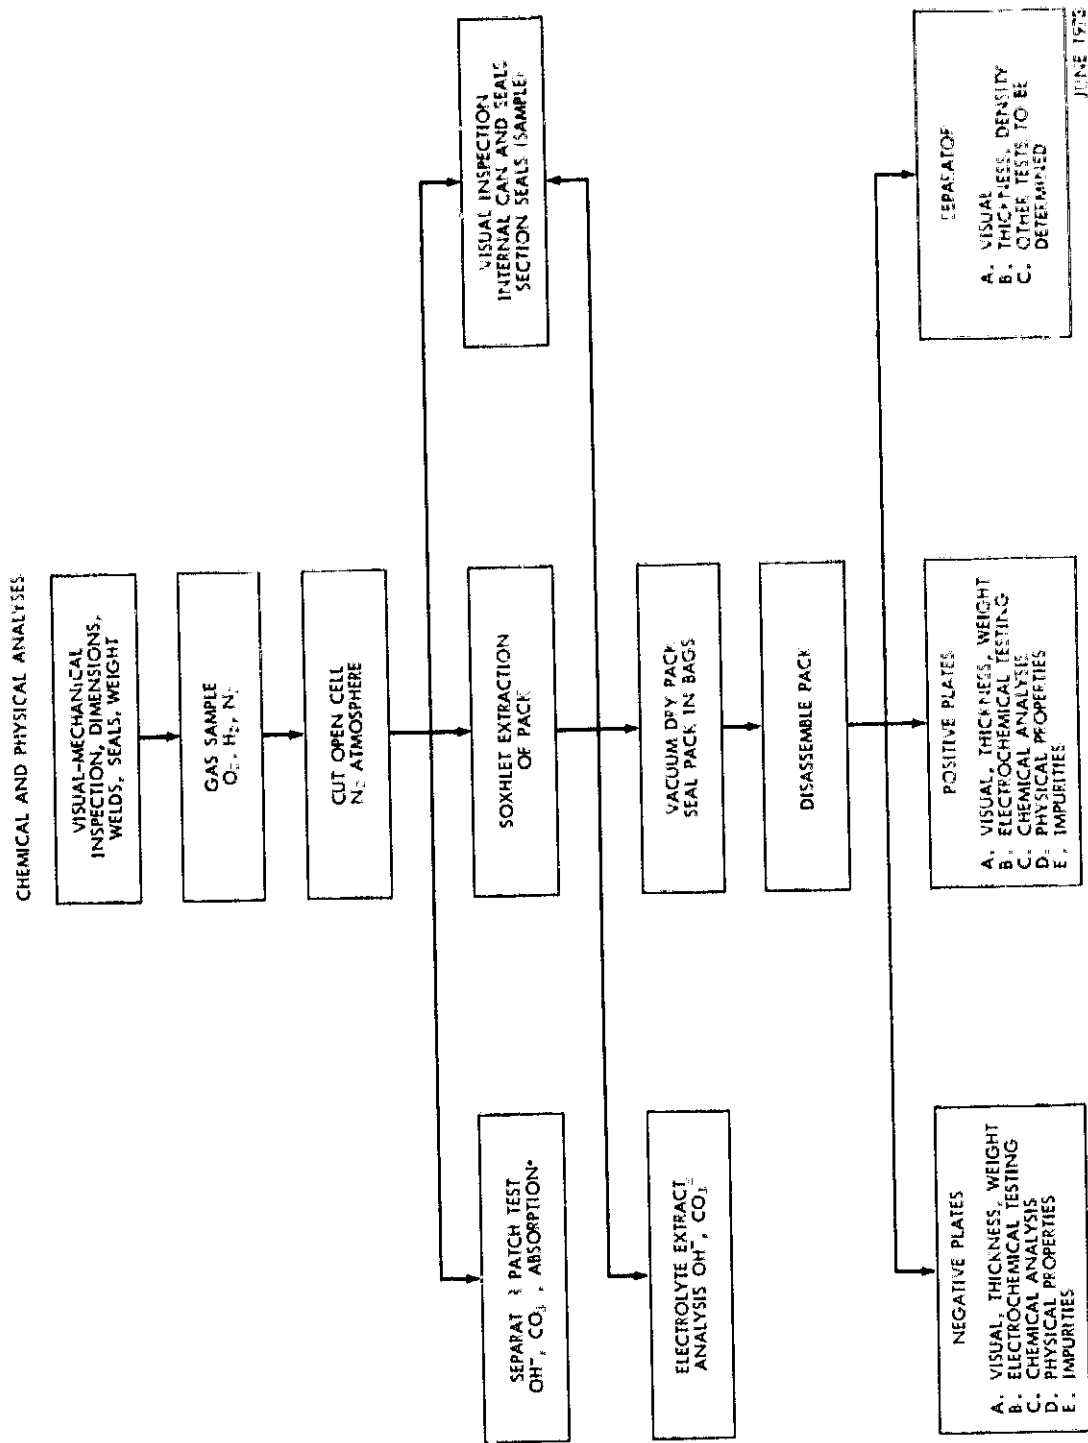 CHEMICAL AND PHYSICAL ANALYSES
VISUAL-MECHANICAL
INSPECTION, DIMENSIONS,
WELDS, SEALS, WEIGHT
GAS SAMPLE
O₂, H₂, N₂
CUT OPEN CELL
N₂ ATMOSPHERE
SEPARAT R PATCH TEST
OH⁻, CO₃⁻, ABSORPTION*
SOXHLET EXTRACTION
OF PACK
VISUAL INSPECTION
INTERNAL CAN AND SEALS
SECTION SEALS (SAMPLE)
ELECTROLYTE EXTRACT
ANALYSIS OH⁻, CO₃⁼
VACUUM DRY PACK
SEAL PACK IN BAGS
DISASSEMBLE PACK
NEGATIVE PLATES
A. VISUAL, THICKNESS, WEIGHT
B. ELECTROCHEMICAL TESTING
C. CHEMICAL ANALYSIS
D. PHYSICAL PROPERTIES
E. IMPURITIES
POSITIVE PLATES
A. VISUAL, THICKNESS, WEIGHT
B. ELECTROCHEMICAL TESTING
C. CHEMICAL ANALYSIS
D. PHYSICAL PROPERTIES
E. IMPURITIES
SEPARATOR
A. VISUAL
B. THICKNESS, DENSITY
C. OTHER TESTS TO BE
DETERMINED
JUNE 1973